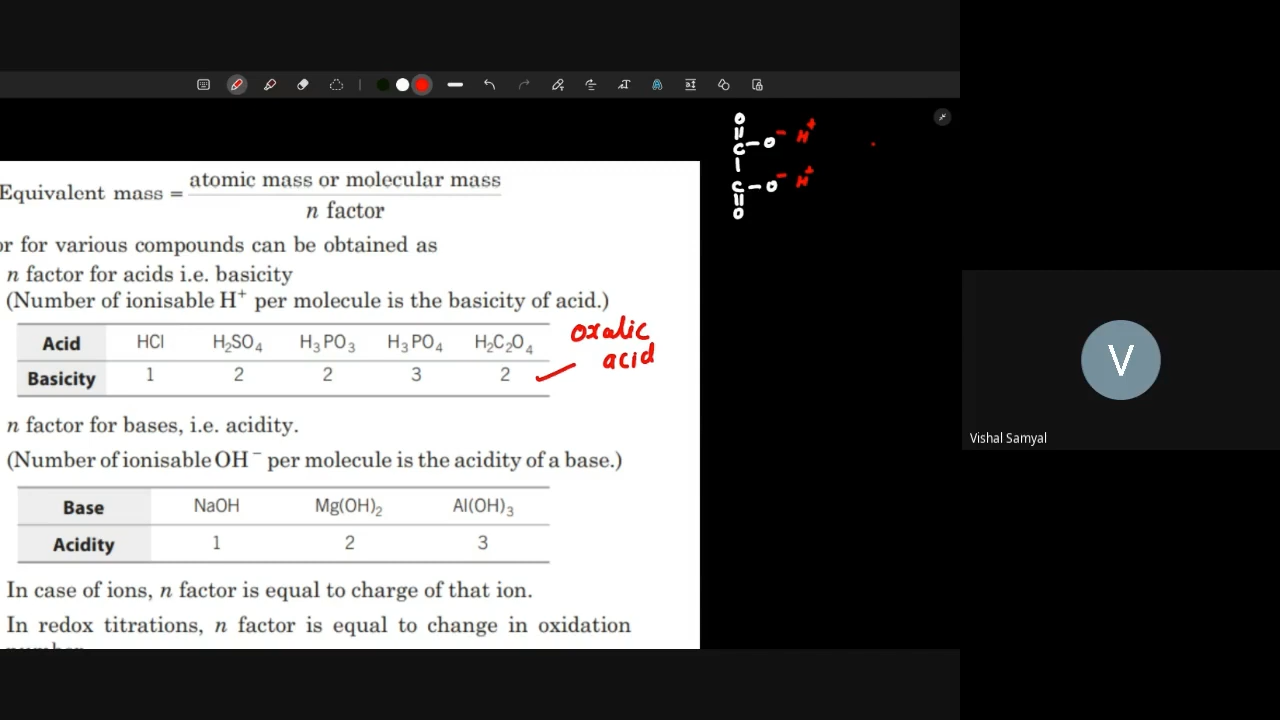 Equivalent mass = atomic mass or molecular mass / n factor
or for various compounds can be obtained as
n factor for acids i.e. basicity
(Number of ionisable H⁺ per molecule is the basicity of acid.)
Acid HCl H₂SO₄ H₃PO₃ H₃PO₄ H₂C₂O₄
Basicity 1 2 2 3 2
oxalic
acid
n factor for bases, i.e. acidity.
(Number of ionisable OH⁻ per molecule is the acidity of a base.)
Base NaOH Mg(OH)₂ Al(OH)₃
Acidity 1 2 3
In case of ions, n factor is equal to charge of that ion.
In redox titrations, n factor is equal to change in oxidation
O
||
C – O⁻ H⁺
|
C – O⁻ H⁺
||
O
V
Vishal Samyal